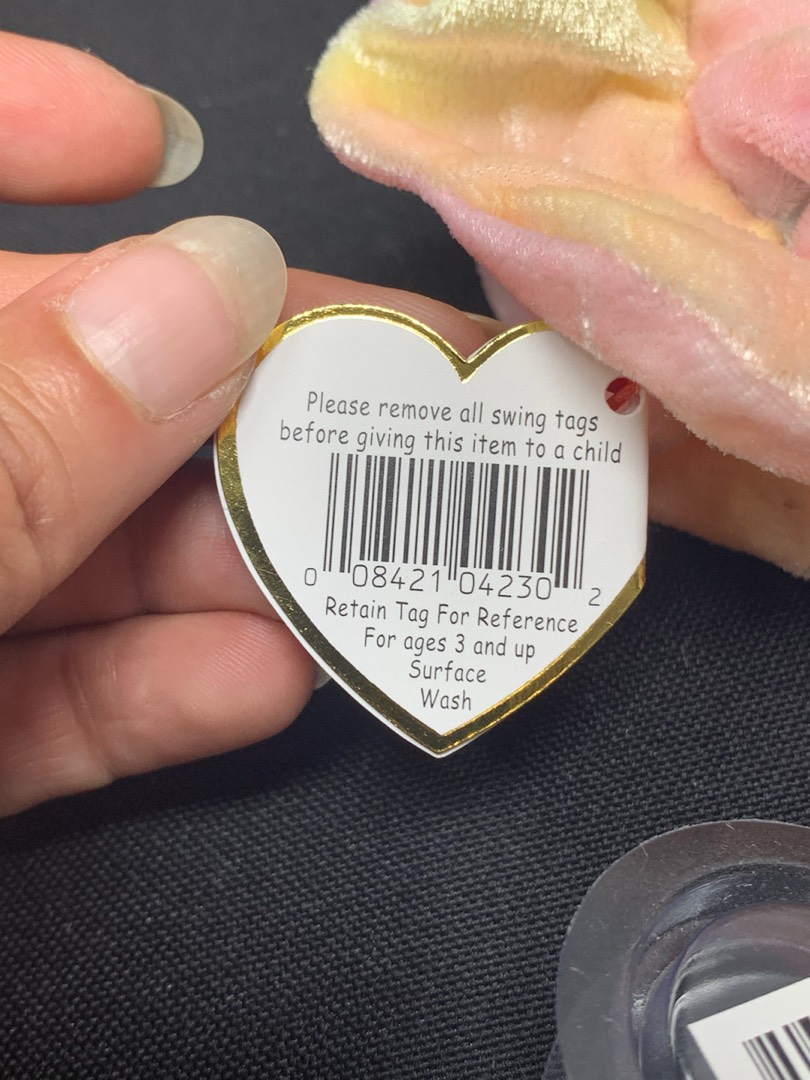 Please remove all swing tags
before giving this item to a child
0 08421 04230 2
Retain Tag For Reference
For ages 3 and up
Surface
Wash